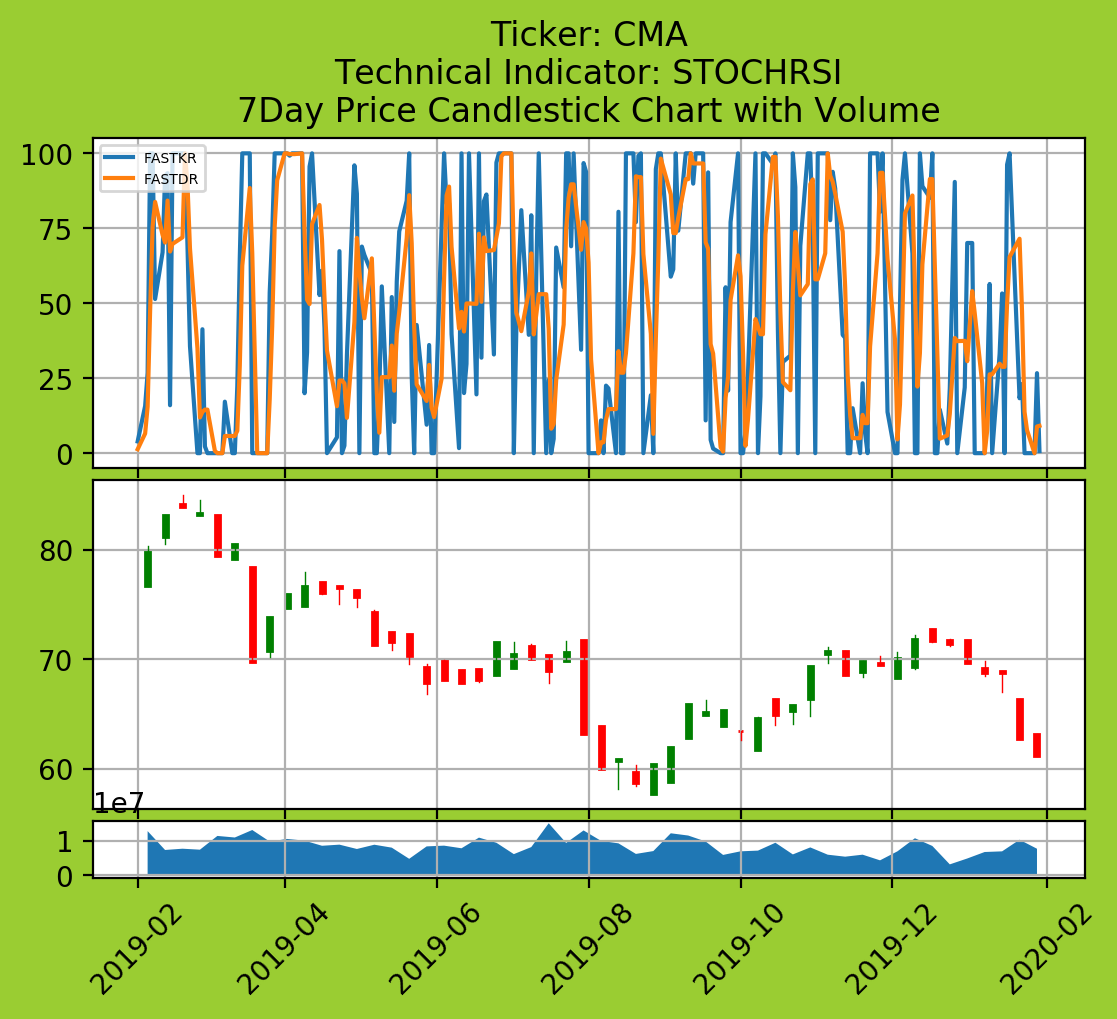 Ticker: CMA
Technical Indicator: STOCHRSI
7Day Price Candlestick Chart with Volume
100
75
50
25
0
FASTKR
FASTDR
80
70
60
1e7
1
0
2019-02
2019-04
2019-06
2019-08
2019-10
2019-12
2020-02